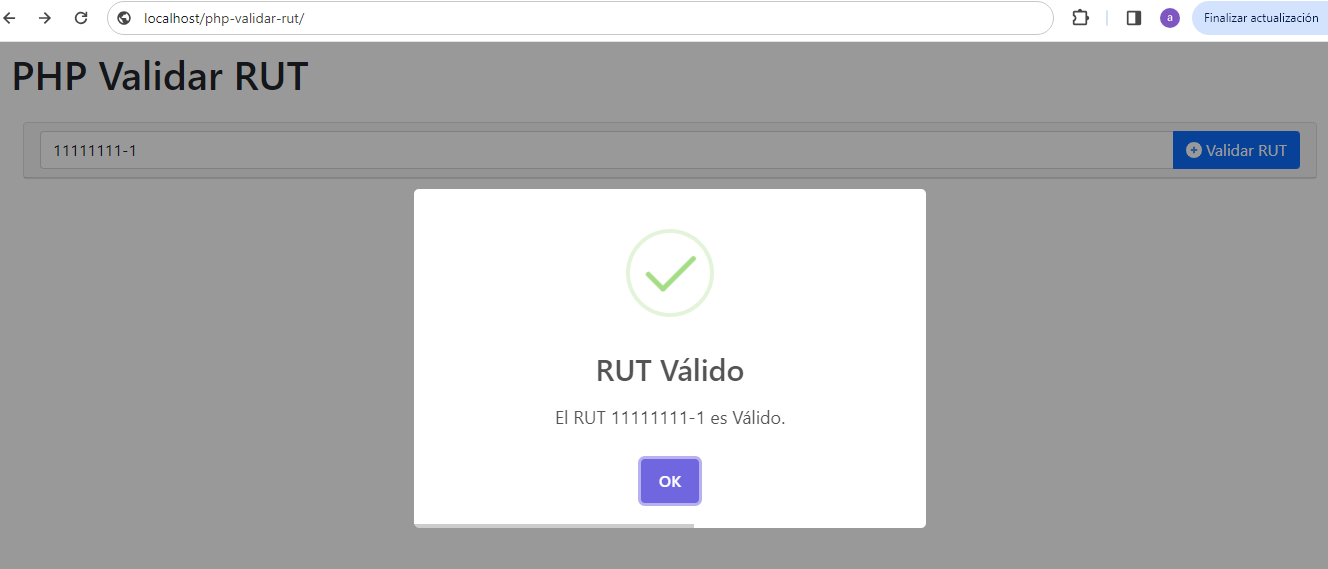 localhost/php-validar-rut/
a
Finalizar actualización
PHP Validar RUT
11111111-1
Validar RUT
RUT Válido
El RUT 11111111-1 es Válido.
OK